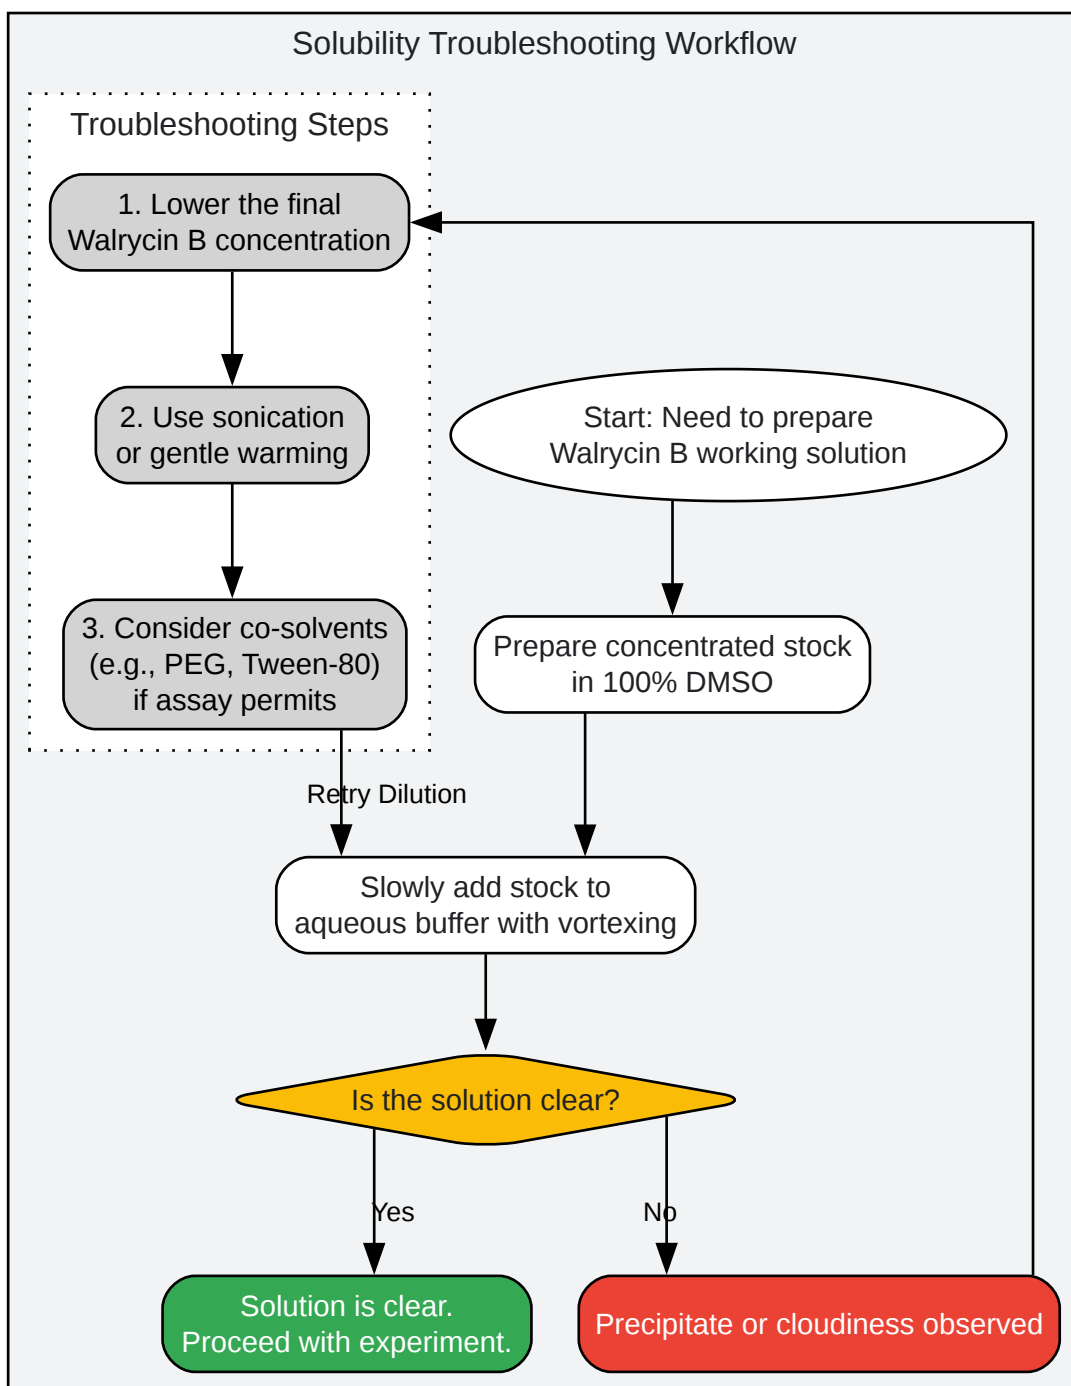 Solubility Troubleshooting Workflow
Troubleshooting Steps
1. Lower the final
Walrycin B concentration
2. Use sonication
or gentle warming
3. Consider co-solvents
(e.g., PEG, Tween-80)
if assay permits
Start: Need to prepare
Walrycin B working solution
Prepare concentrated stock
in 100% DMSO
Retry Dilution
Slowly add stock to
aqueous buffer with vortexing
Is the solution clear?
Yes
No
Solution is clear.
Proceed with experiment.
Precipitate or cloudiness observed